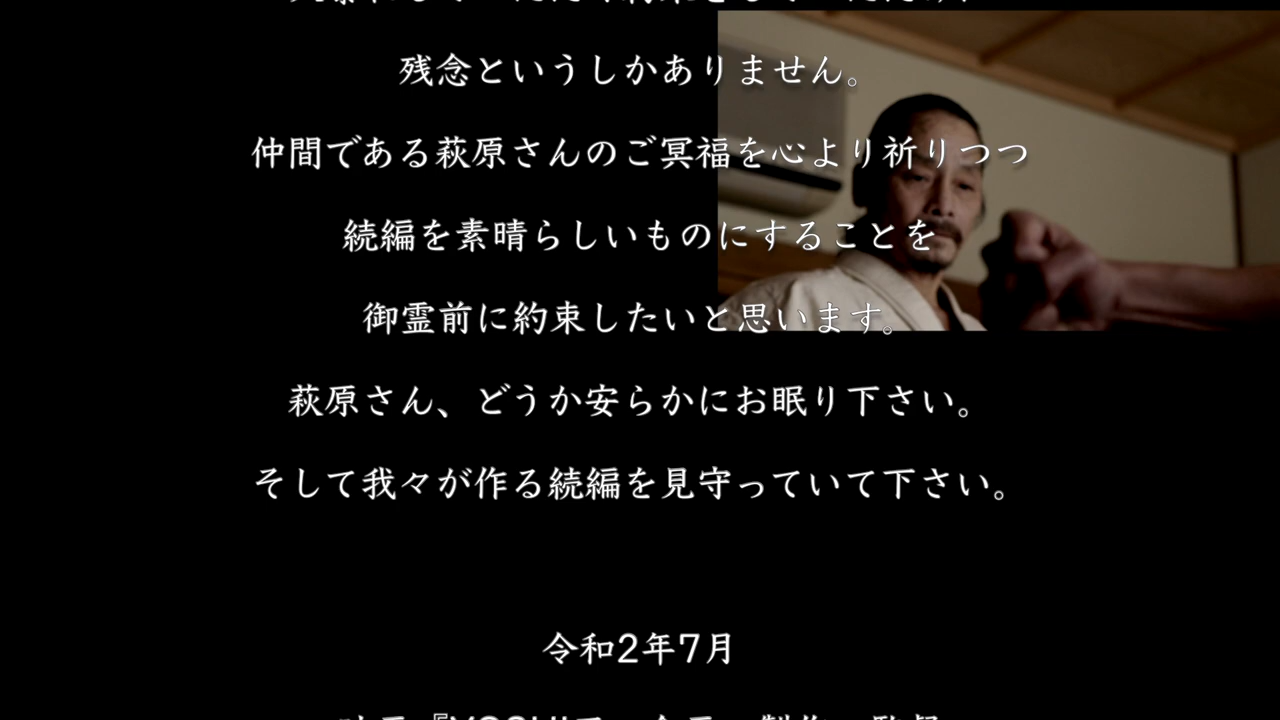 残念というしかありません。
仲間である萩原さんのご冥福を心より祈りつつ
続編を素晴らしいものにすることを
御霊前に約束したいと思います。
萩原さん、どうか安らかにお眠り下さい。
そして我々が作る続編を見守っていて下さい。
令和2年7月